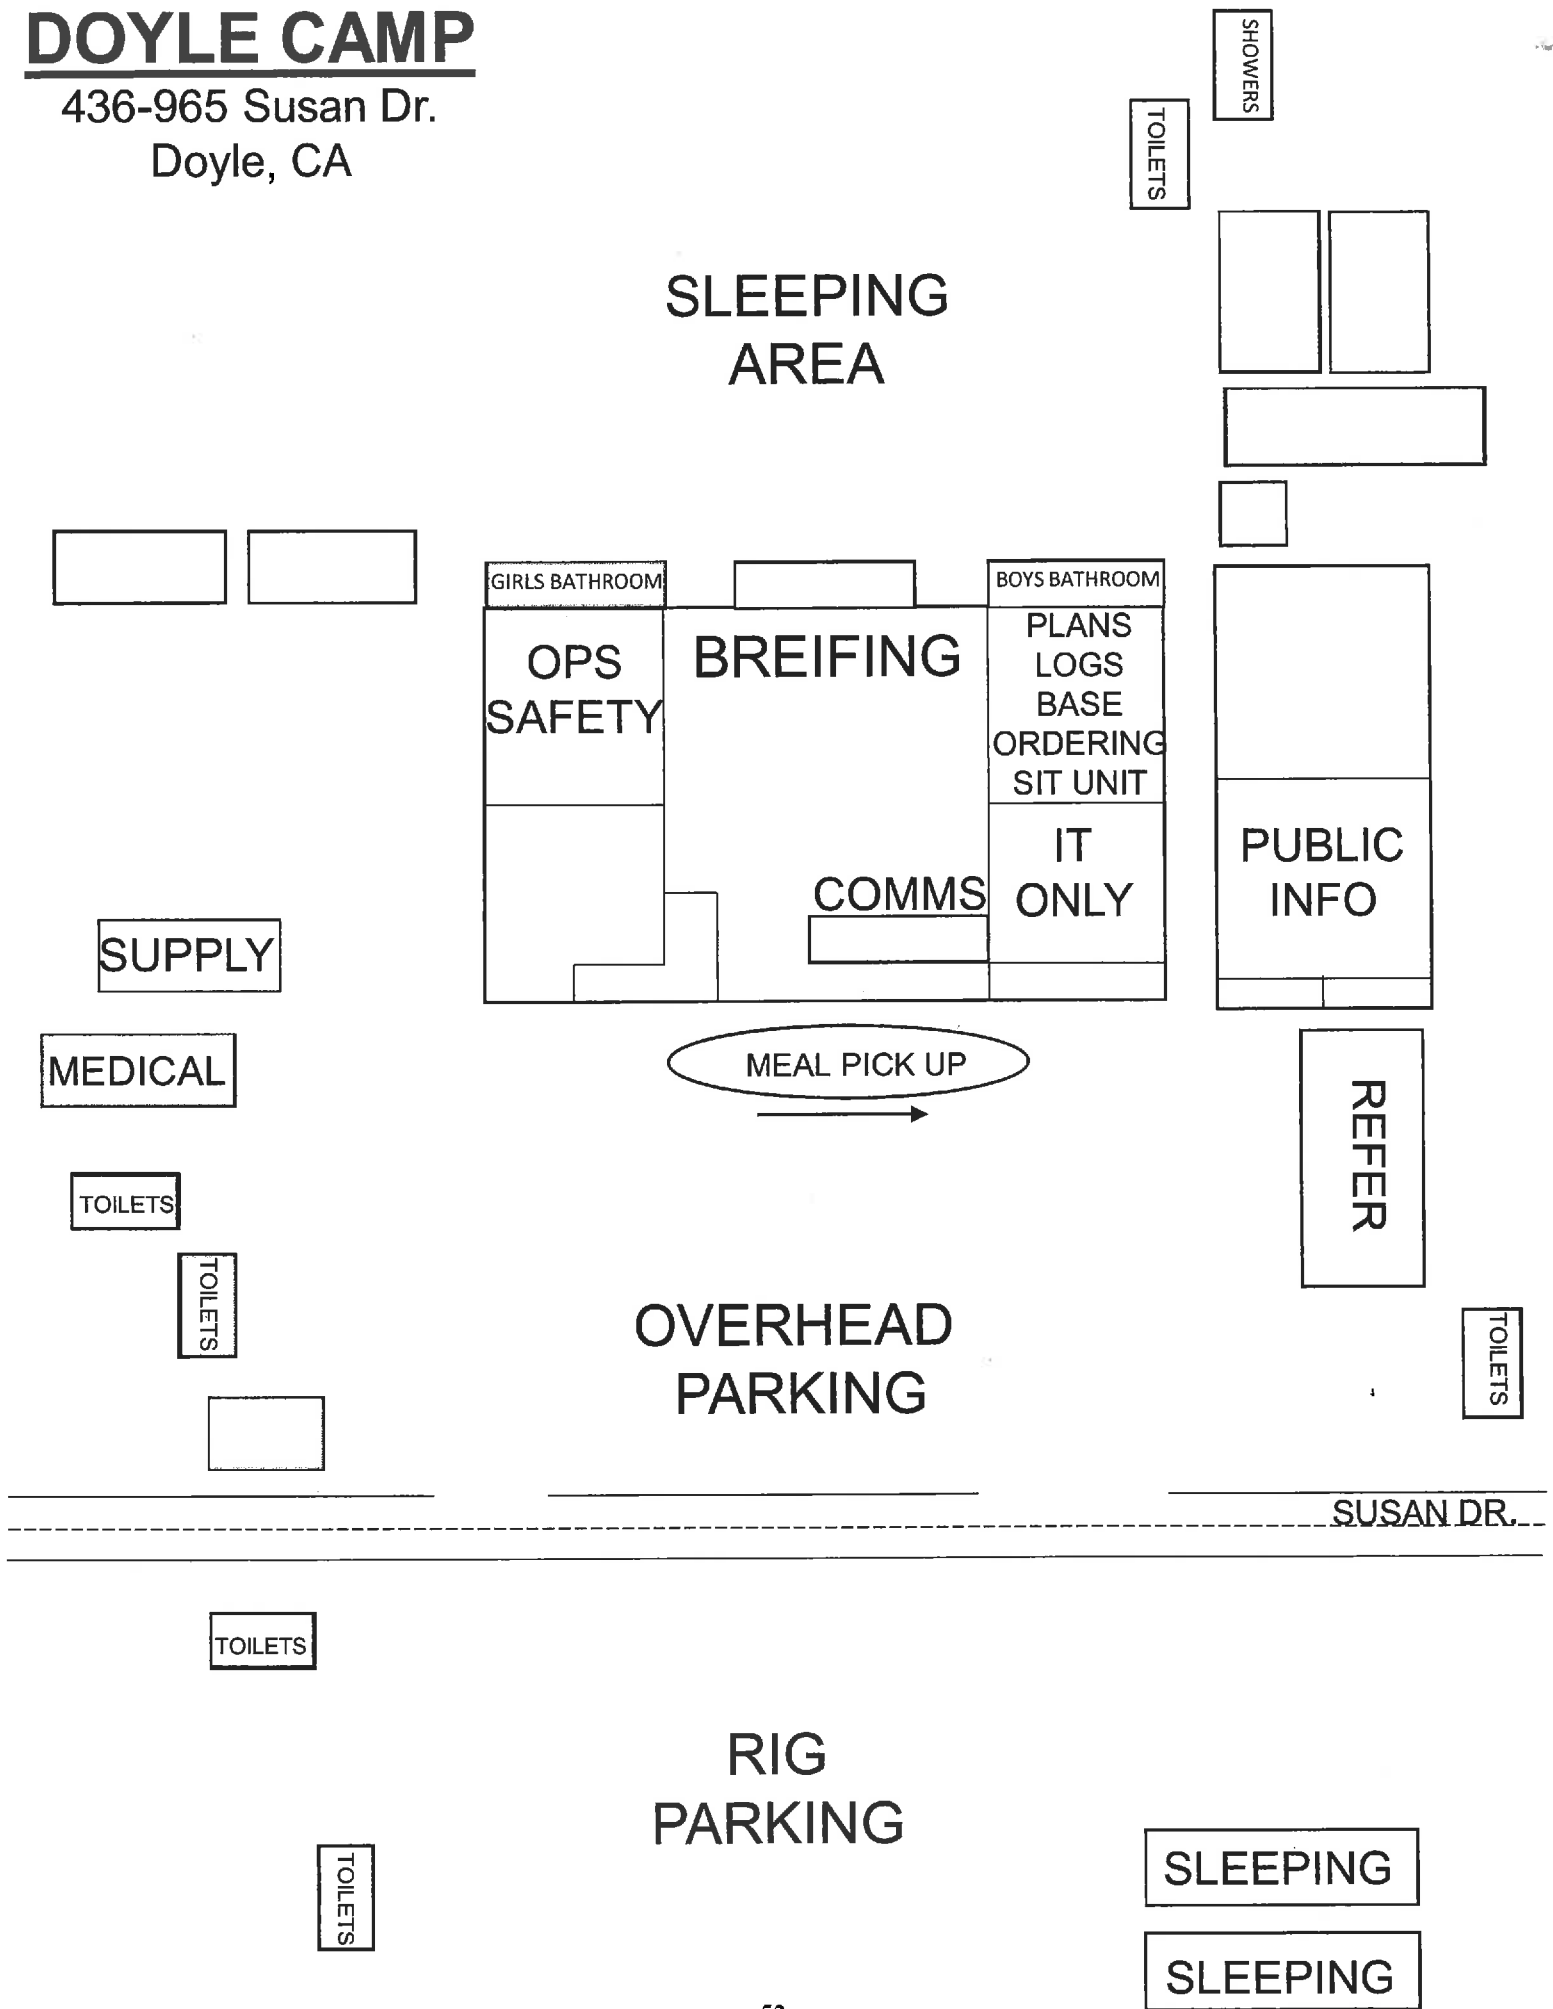 DOYLE CAMP
436-965 Susan Dr.
Doyle, CA
SHOWERS
TOILETS
SLEEPING
AREA
GIRLS BATHROOM
BOYS BATHROOM
OPS
SAFETY
BREIFING
PLANS
LOGS
BASE
ORDERING
SIT UNIT
IT
ONLY
COMMS
PUBLIC
INFO
SUPPLY
MEDICAL
MEAL PICK UP
REFER
TOILETS
TOILETS
OVERHEAD
PARKING
TOILETS
SUSAN DR.
TOILETS
RIG
PARKING
TOILETS
SLEEPING
SLEEPING